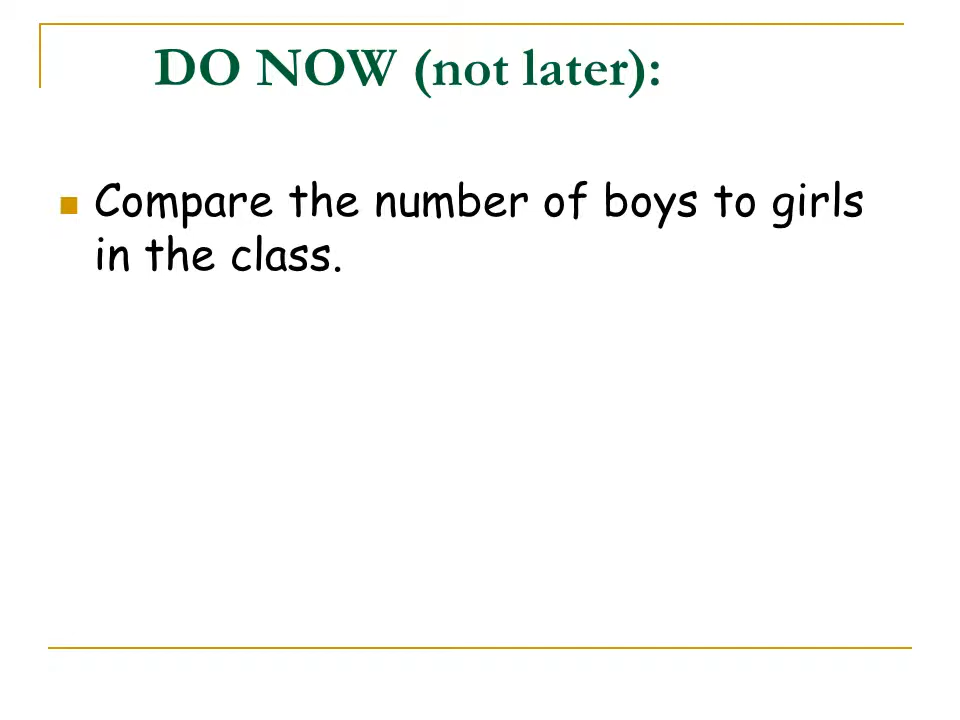 DO NOW (not later):
Compare the number of boys to girls
in the class.